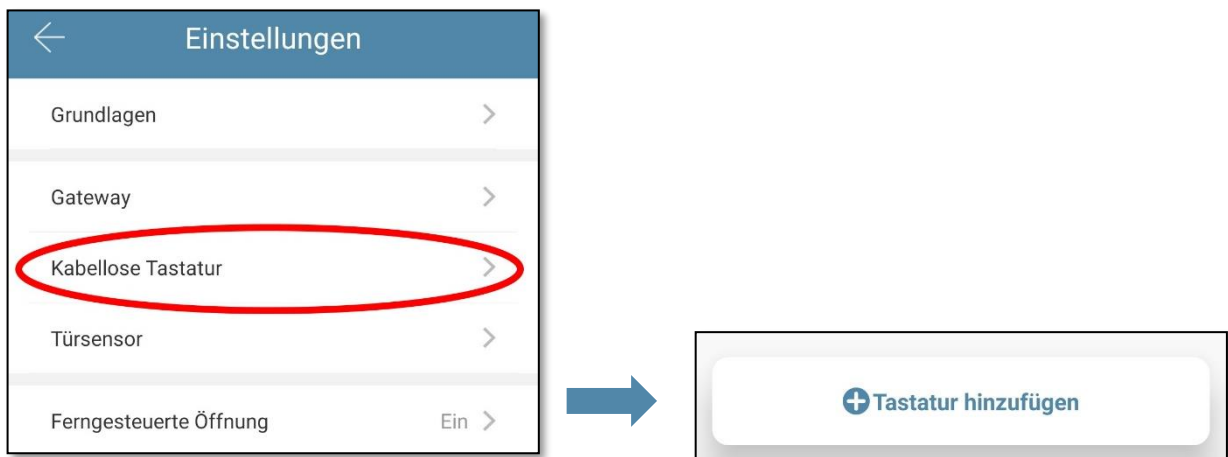 Einstellungen
Grundlagen
Gateway
Kabellose Tastatur
Türsensor
Ferngesteuerte Öffnung Ein
Tastatur hinzufügen